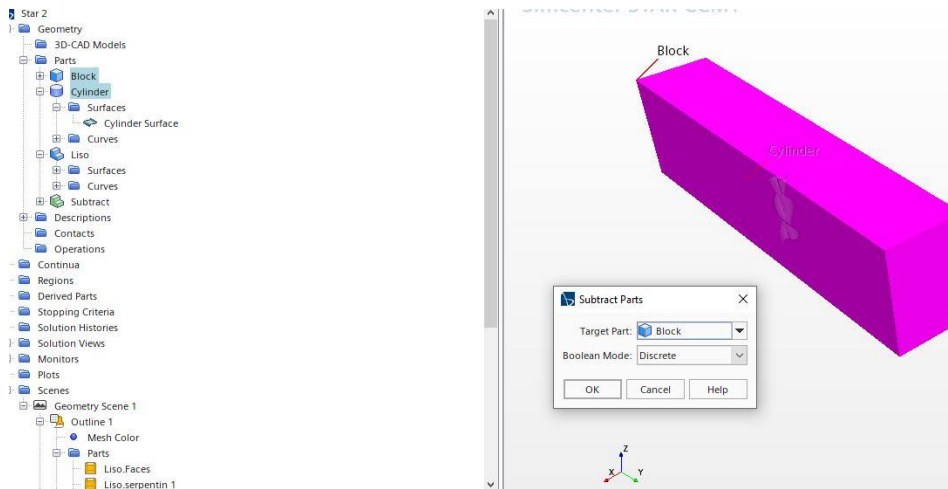 Star 2
Geometry
3D-CAD Models
Parts
Block
Cylinder
Surfaces
Cylinder Surface
Curves
Liso
Surfaces
Curves
Subtract
Descriptions
Contacts
Operations
Continua
Regions
Derived Parts
Stopping Criteria
Solution Histories
Solution Views
Monitors
Plots
Scenes
Geometry Scene 1
Outline 1
Mesh Color
Parts
Liso.Faces
Liso.serpentin 1
Block
Cylinder
Subtract Parts
Target Part: Block
Boolean Mode: Discrete
OK Cancel Help
Z
X Y